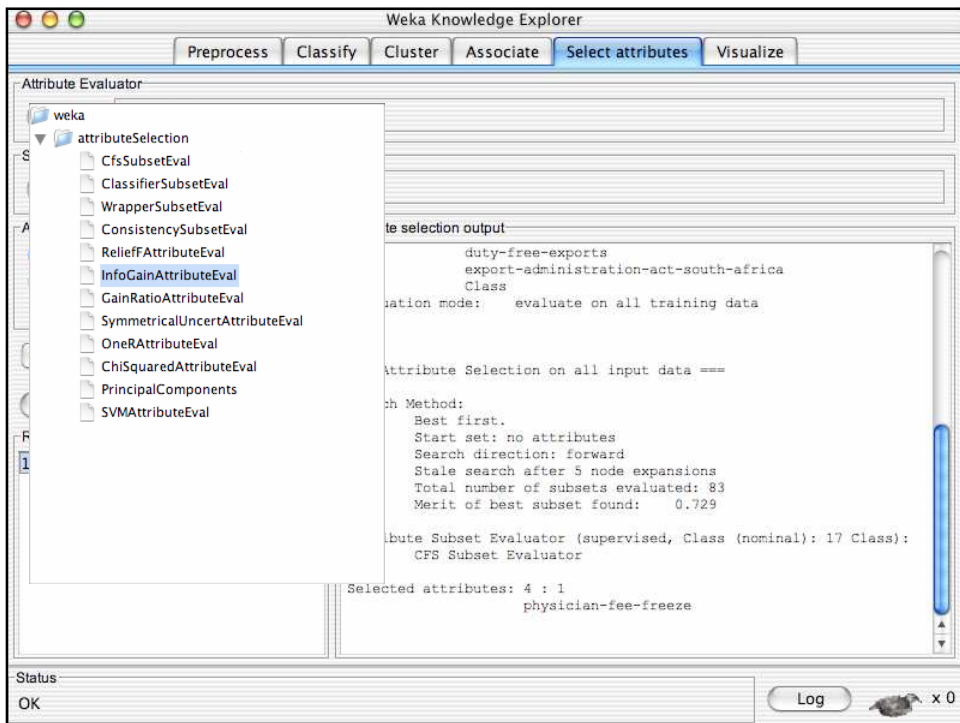 Weka Knowledge Explorer
Preprocess Classify Cluster Associate Select attributes Visualize
Attribute Evaluator
weka
attributeSelection
CfsSubsetEval
ClassifierSubsetEval
WrapperSubsetEval
ConsistencySubsetEval
ReliefFAttributeEval
InfoGainAttributeEval
GainRatioAttributeEval
SymmetricalUncertAttributeEval
OneRAttributeEval
ChiSquaredAttributeEval
PrincipalComponents
SVMAttributeEval
S
A
R
1
te selection output
duty-free-exports
export-administration-act-south-africa
Class
uation mode: evaluate on all training data
Attribute Selection on all input data ===
ch Method:
Best first.
Start set: no attributes
Search direction: forward
Stale search after 5 node expansions
Total number of subsets evaluated: 83
Merit of best subset found: 0.729
ibute Subset Evaluator (supervised, Class (nominal): 17 Class):
CFS Subset Evaluator
Selected attributes: 4 : 1
physician-fee-freeze
Status
OK
Log
x 0